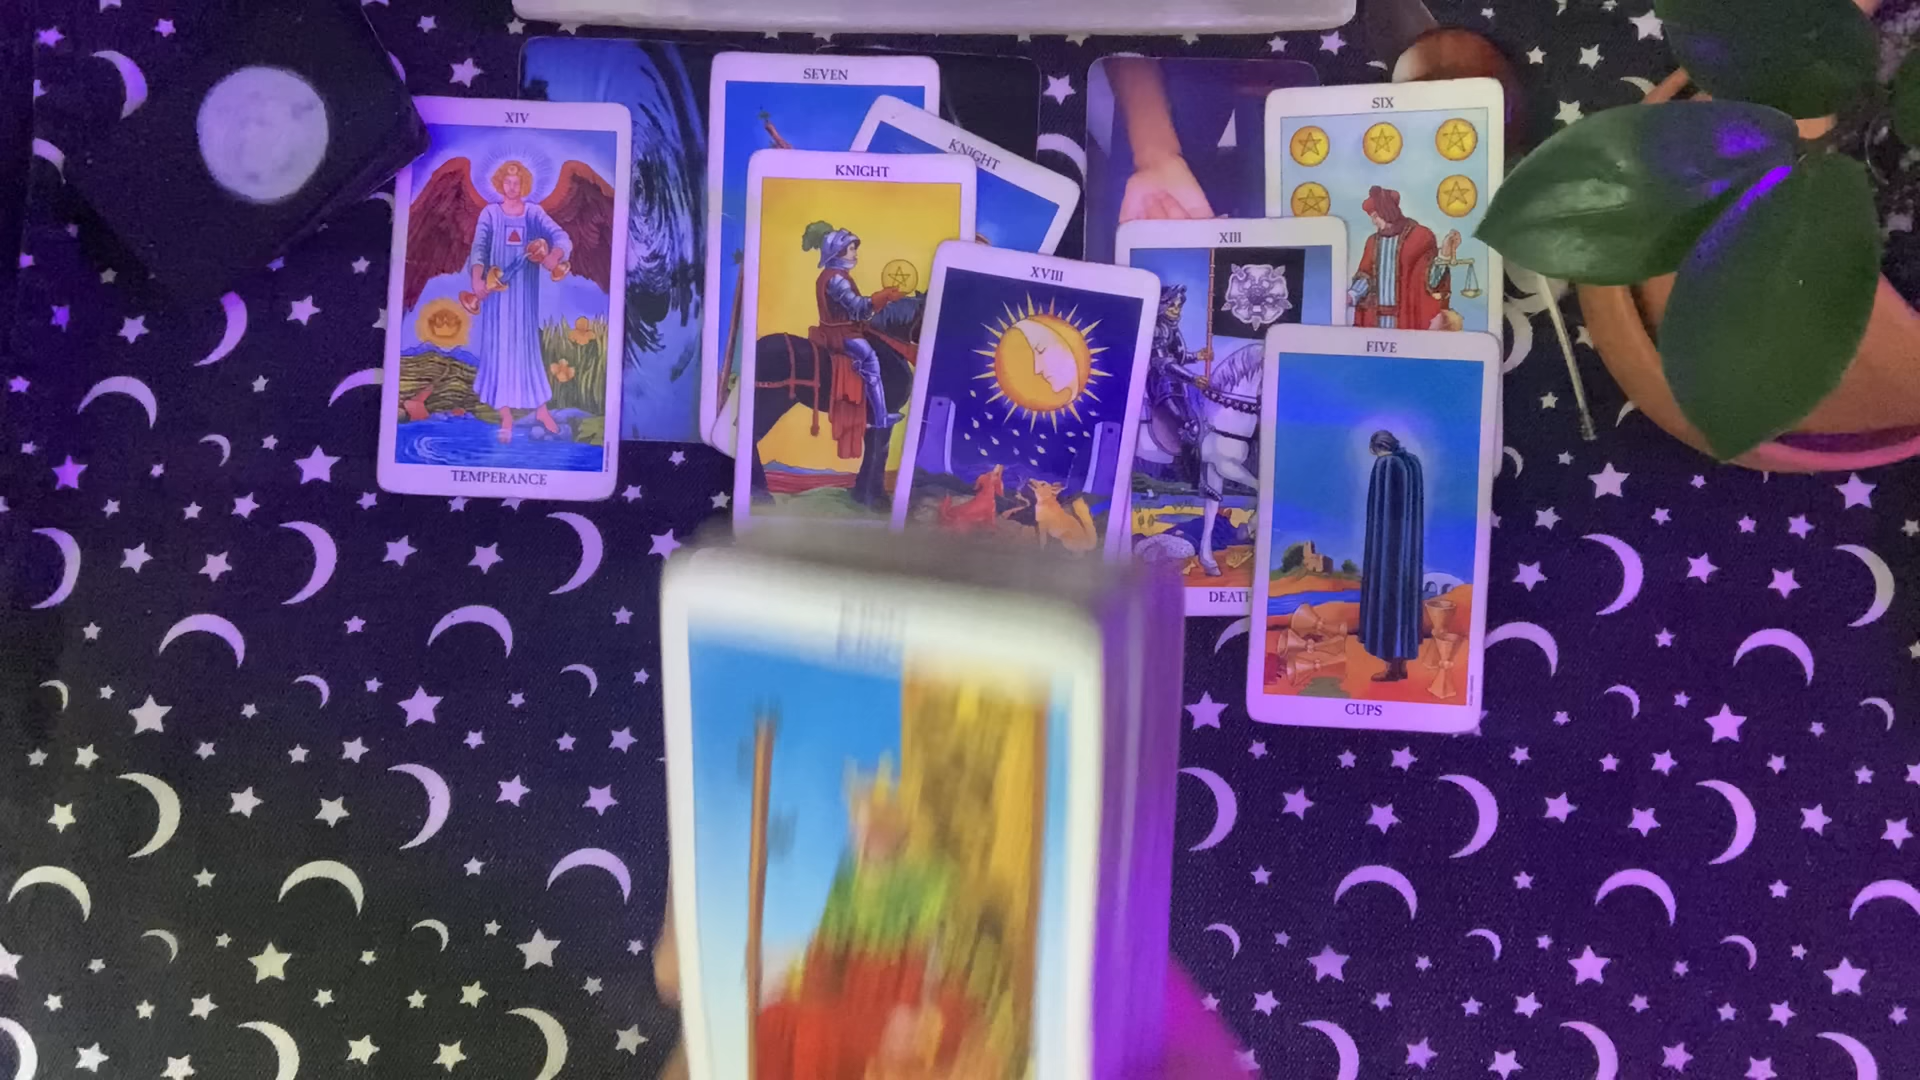 XIV
TEMPERANCE
SEVEN
KNIGHT
KNIGHT
XVIII
XIII
DEATH
SIX
FIVE
CUPS